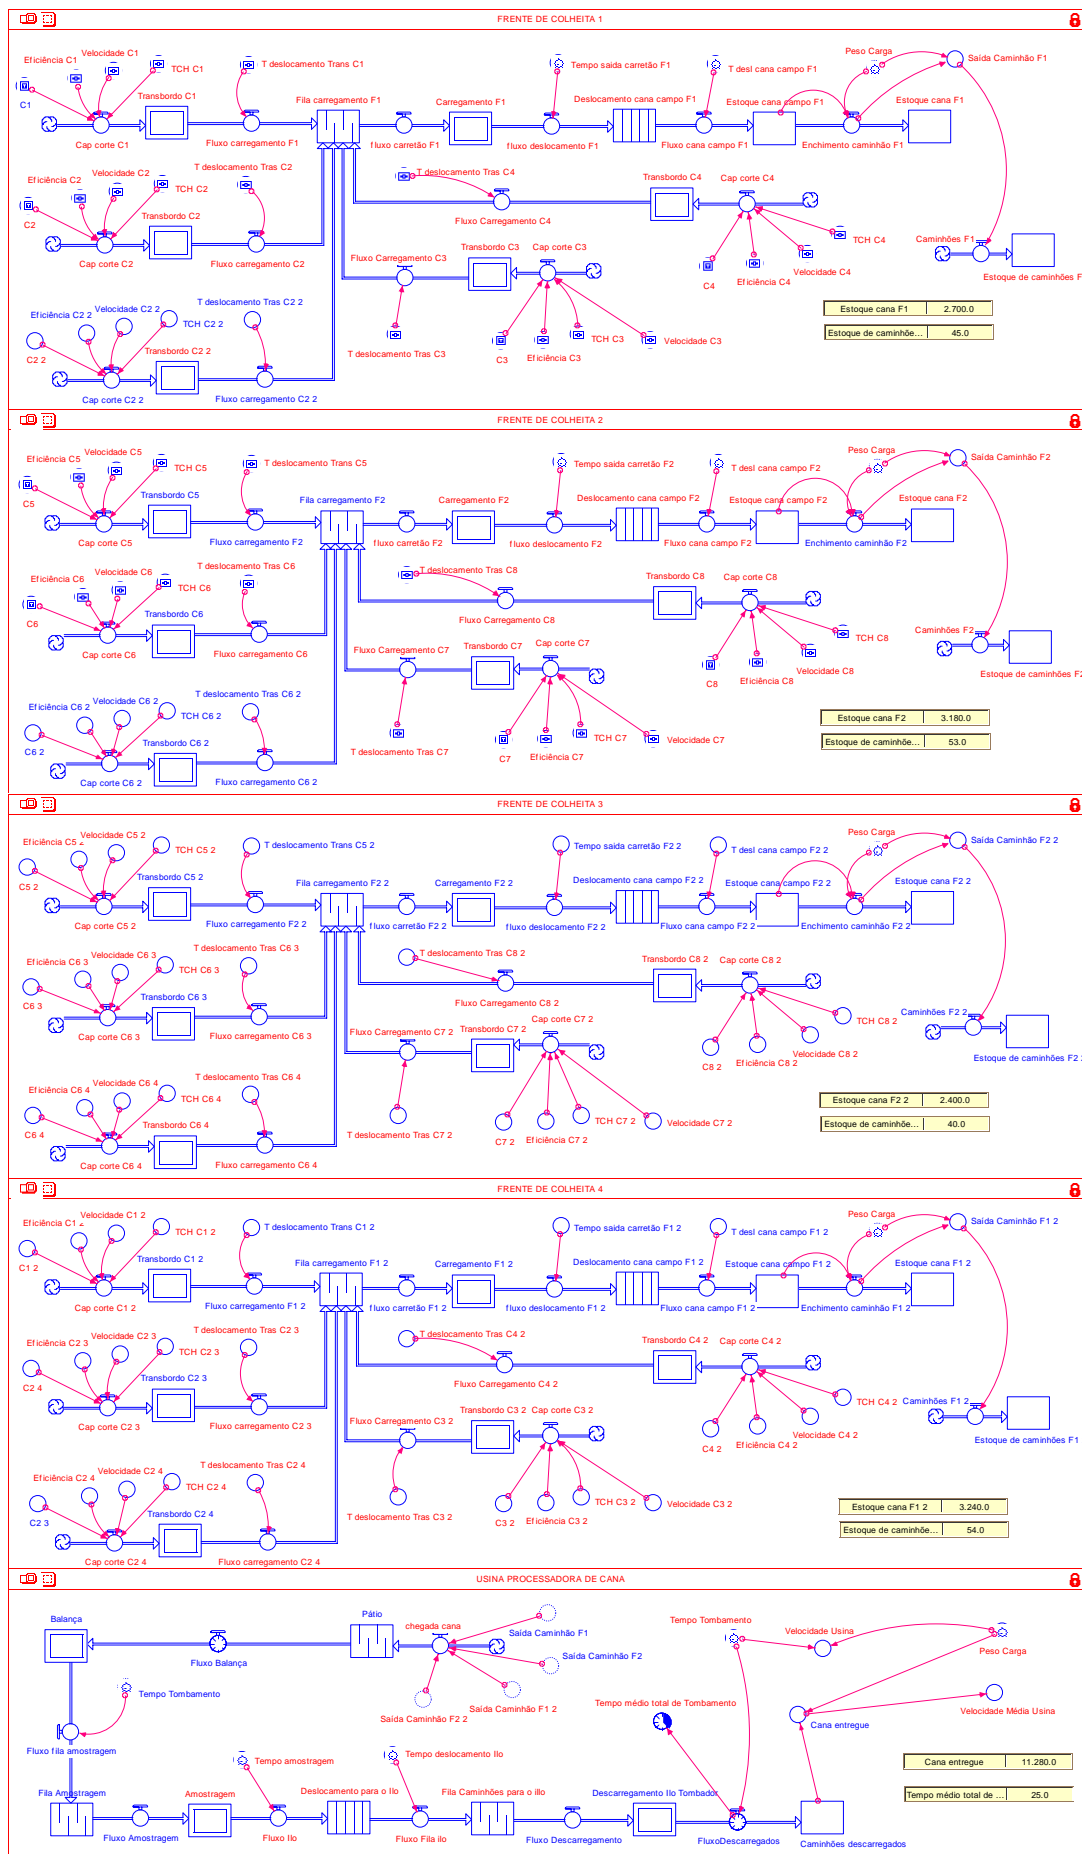 FRENTE DE COLHEITA 1
Eficiência C1
Velocidade C1
TCH C1
T deslocamento Trans C1
Tempo saida carretão F1
T desl cana campo F1
Peso Carga
Saída Caminhão F1
C1
Transbordo C1
Fila carregamento F1
Carregamento F1
Deslocamento cana campo F1
Estoque cana campo F1
Estoque cana F1
Cap corte C1
Fluxo carregamento F1
fluxo carretão F1
fluxo deslocamento F1
Fluxo cana campo F1
Enchimento caminhão F1
Eficiência C2
Velocidade C2
TCH C2
T deslocamento Tras C2
T deslocamento Tras C4
Transbordo C4
Cap corte C4
C2
Transbordo C2
Fluxo Carregamento C4
TCH C4
Caminhões F1
Cap corte C2
Fluxo carregamento C2
Fluxo Carregamento C3
Transbordo C3
Cap corte C3
C4
Eficiência C4
Velocidade C4
Estoque de caminhões F
Eficiência C2 2
Velocidade C2 2
TCH C2 2
T deslocamento Tras C2 2
Estoque cana F1 2.700.0
Estoque de caminhõe... 45.0
C2 2
Transbordo C2 2
T deslocamento Tras C3
C3
Eficiência C3
TCH C3
Velocidade C3
Cap corte C2 2
Fluxo carregamento C2 2
FRENTE DE COLHEITA 2
Eficiência C5
Velocidade C5
TCH C5
T deslocamento Trans C5
Tempo saida carretão F2
T desl cana campo F2
Peso Carga
Saída Caminhão F2
C5
Transbordo C5
Fila carregamento F2
Carregamento F2
Deslocamento cana campo F2
Estoque cana campo F2
Estoque cana F2
Cap corte C5
Fluxo carregamento F2
fluxo carretão F2
fluxo deslocamento F2
Fluxo cana campo F2
Enchimento caminhão F2
Eficiência C6
Velocidade C6
TCH C6
T deslocamento Tras C6
T deslocamento Tras C8
Transbordo C8
Cap corte C8
C6
Transbordo C6
Fluxo Carregamento C8
TCH C8
Caminhões F2
Cap corte C6
Fluxo carregamento C6
Fluxo Carregamento C7
Transbordo C7
Cap corte C7
C8
Eficiência C8
Velocidade C8
Estoque de caminhões F2
Eficiência C6 2
Velocidade C6 2
TCH C6 2
T deslocamento Tras C6 2
Estoque cana F2 3.180.0
Estoque de caminhõe... 53.0
C6 2
Transbordo C6 2
T deslocamento Tras C7
C7
Eficiência C7
TCH C7
Velocidade C7
Cap corte C6 2
Fluxo carregamento C6 2
FRENTE DE COLHEITA 3
Eficiência C5 2
Velocidade C5 2
TCH C5 2
T deslocamento Trans C5 2
Tempo saida carretão F2 2
T desl cana campo F2 2
Peso Carga
Saída Caminhão F2 2
C5 2
Transbordo C5 2
Fila carregamento F2 2
Carregamento F2 2
Deslocamento cana campo F2 2
Estoque cana campo F2 2
Estoque cana F2 2
Cap corte C5 2
Fluxo carregamento F2 2
fluxo carretão F2 2
fluxo deslocamento F2 2
Fluxo cana campo F2 2
Enchimento caminhão F2 2
Eficiência C6 3
Velocidade C6 3
TCH C6 3
T deslocamento Tras C6 3
T deslocamento Tras C8 2
Transbordo C8 2
Cap corte C8 2
C6 3
Transbordo C6 3
Fluxo Carregamento C8 2
TCH C8 2
Caminhões F2 2
Cap corte C6 3
Fluxo carregamento C6 3
Fluxo Carregamento C7 2
Transbordo C7 2
Cap corte C7 2
C8 2
Eficiência C8 2
Velocidade C8 2
Estoque de caminhões F2 2
Eficiência C6 4
Velocidade C6 4
TCH C6 4
T deslocamento Tras C6 4
Estoque cana F2 2 2.400.0
Estoque de caminhõe... 40.0
C6 4
Transbordo C6 4
T deslocamento Tras C7 2
C7 2
Eficiência C7 2
TCH C7 2
Velocidade C7 2
Cap corte C6 4
Fluxo carregamento C6 4
FRENTE DE COLHEITA 4
Eficiência C1 2
Velocidade C1 2
TCH C1 2
T deslocamento Trans C1 2
Tempo saida carretão F1 2
T desl cana campo F1 2
Peso Carga
Saída Caminhão F1 2
C1 2
Transbordo C1 2
Fila carregamento F1 2
Carregamento F1 2
Deslocamento cana campo F1 2
Estoque cana campo F1 2
Estoque cana F1 2
Cap corte C1 2
Fluxo carregamento F1 2
fluxo carretão F1 2
fluxo deslocamento F1 2
Fluxo cana campo F1 2
Enchimento caminhão F1 2
Eficiência C2 3
Velocidade C2 3
TCH C2 3
T deslocamento Tras C2 3
T deslocamento Tras C4 2
Transbordo C4 2
Cap corte C4 2
C2 4
Transbordo C2 3
Fluxo Carregamento C4 2
TCH C4 2
Caminhões F1 2
Cap corte C2 3
Fluxo carregamento C2 3
Fluxo Carregamento C3 2
Transbordo C3 2
Cap corte C3 2
C4 2
Eficiência C4 2
Velocidade C4 2
Estoque de caminhões F1
Eficiência C2 4
Velocidade C2 4
TCH C2 4
T deslocamento Tras C2 4
Estoque cana F1 2 3.240.0
Estoque de caminhõe... 54.0
C2 3
Transbordo C2 4
T deslocamento Tras C3 2
C3 2
Eficiência C3 2
TCH C3 2
Velocidade C3 2
Cap corte C2 4
Fluxo carregamento C2 4
USINA PROCESSADORA DE CANA
Balança
Pátio
chegada cana
Saída Caminhão F1
Tempo Tombamento
Velocidade Usina
Peso Carga
Fluxo Balança
Saída Caminhão F2
Tempo Tombamento
Saída Caminhão F2 2
Saída Caminhão F1 2
Tempo médio total de Tombamento
Cana entregue
Velocidade Média Usina
Fluxo fila amostragem
Tempo amostragem
Tempo deslocamento Ilo
Cana entregue 11.280.0
Fila Amostragem
Amostragem
Deslocamento para o Ilo
Fila Caminhões para o illo
Descarregamento Ilo Tombador
Tempo médio total de ... 25.0
Fluxo Amostragem
Fluxo Ilo
Fluxo Fila ilo
Fluxo Descarregamento
FluxoDescarregados
Caminhões descarregados